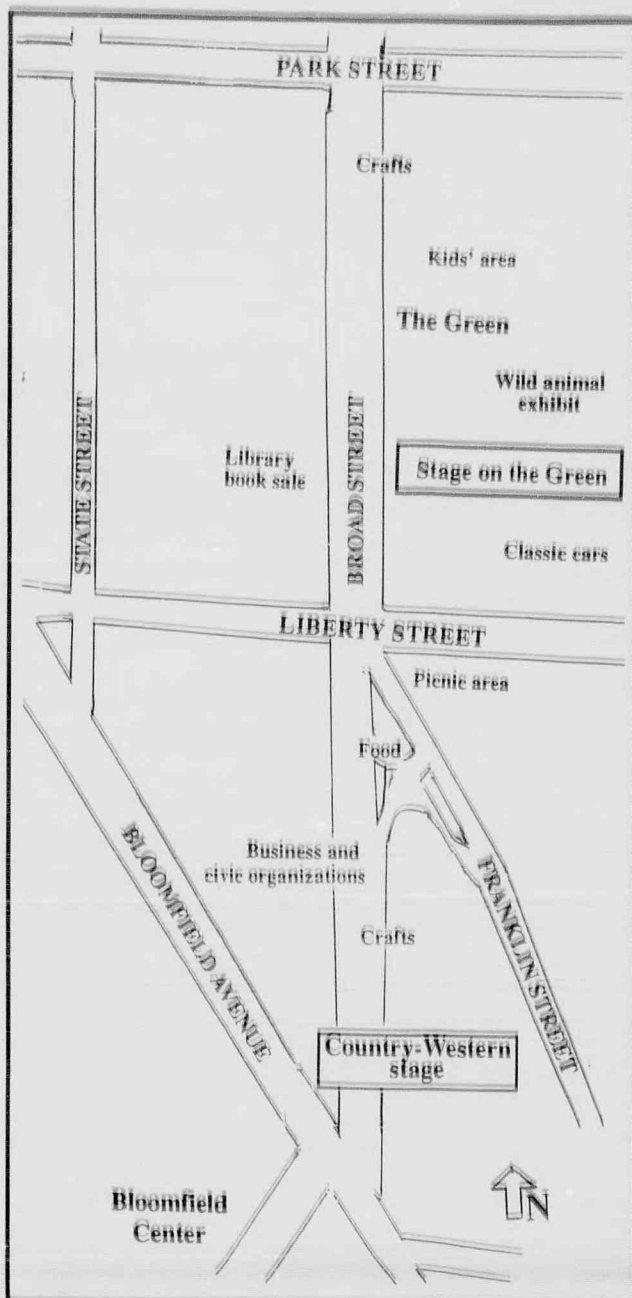 PARK STREET
Crafts
Kids' area
The Green
Wild animal
exhibit
STATE STREET
Library
book sale
BROAD STREET
Stage on the Green
Classic cars
LIBERTY STREET
Picnic area
Food
Business and
civic organizations
BLOOMFIELD AVENUE
FRANKLIN STREET
Crafts
Country-Western
stage
Bloomfield
Center
N